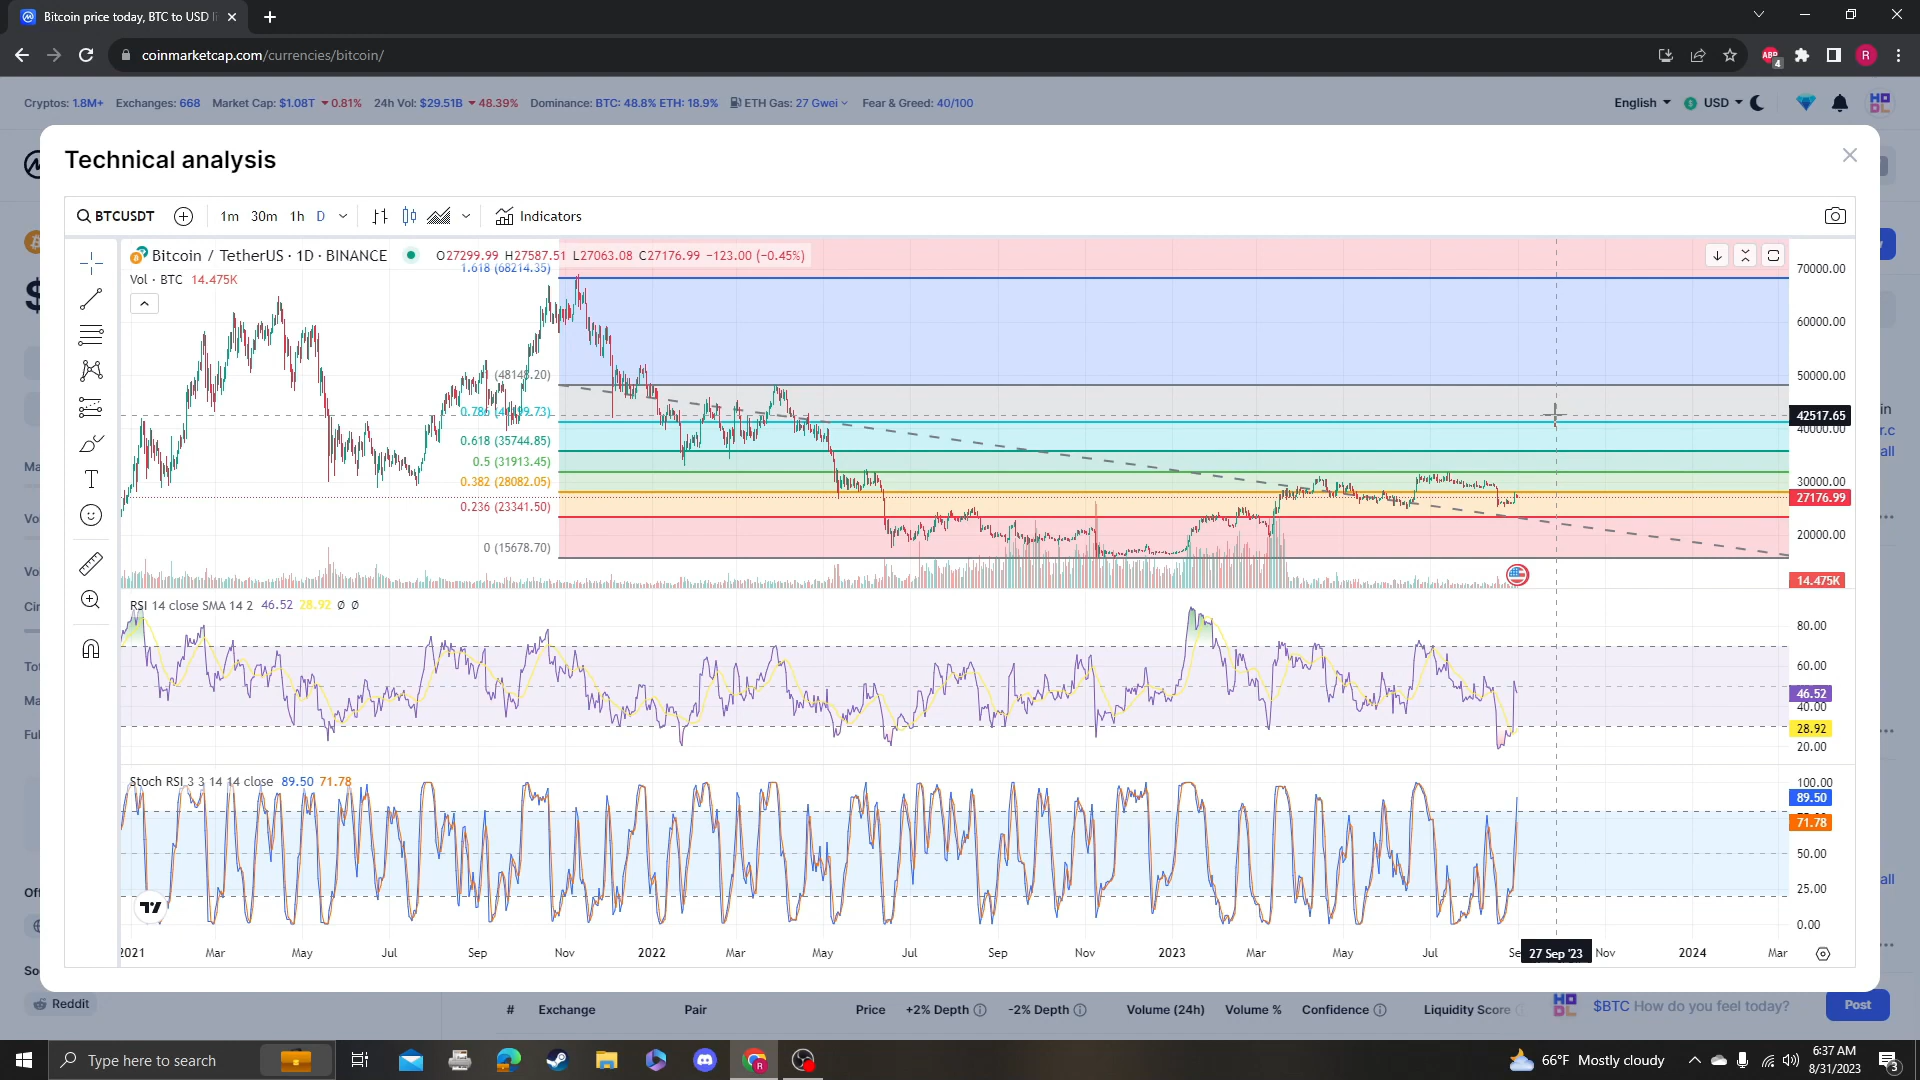 Bitcoin price today, BTC to USD li
coinmarketcap.com/currencies/bitcoin/
ABP
4
R
Cryptos: 1.8M+ Exchanges: 668 Market Cap: $1.08T 0.81% 24h Vol: $29.51B 48.39% Dominance: BTC: 48.8% ETH: 18.9% ETH Gas: 27 Gwei Fear & Greed: 40/100
English USD
Technical analysis
BTCUSDT 1m 30m 1h D Indicators
Bitcoin / TetherUS · 1D · BINANCE O27299.99 H27587.51 L27063.08 C27176.99 −123.00 (−0.45%)
Vol · BTC 14.475K
1.618 (68214.35)
(48148.20)
0.618 (35744.85)
0.5 (31913.45)
0.382 (28082.05)
0.236 (23341.50)
0 (15678.70)
70000.00
60000.00
50000.00
42517.65
40000.00
30000.00
27176.99
20000.00
14.475K
RSI 14 close SMA 14 2 46.52 28.92 Ø Ø
80.00
60.00
46.52
40.00
28.92
20.00
Stoch RSI 3 3 14 14 close 89.50 71.78
100.00
89.50
71.78
50.00
25.00
0.00
2021 Mar May Jul Sep Nov 2022 Mar May Jul Sep Nov 2023 Mar May Jul Se 27 Sep '23 Nov 2024 Mar
Reddit
# Exchange Pair Price +2% Depth -2% Depth Volume (24h) Volume % Confidence Liquidity Score
$BTC How do you feel today? Post
Type here to search
66°F Mostly cloudy
6:37 AM
8/31/2023
3